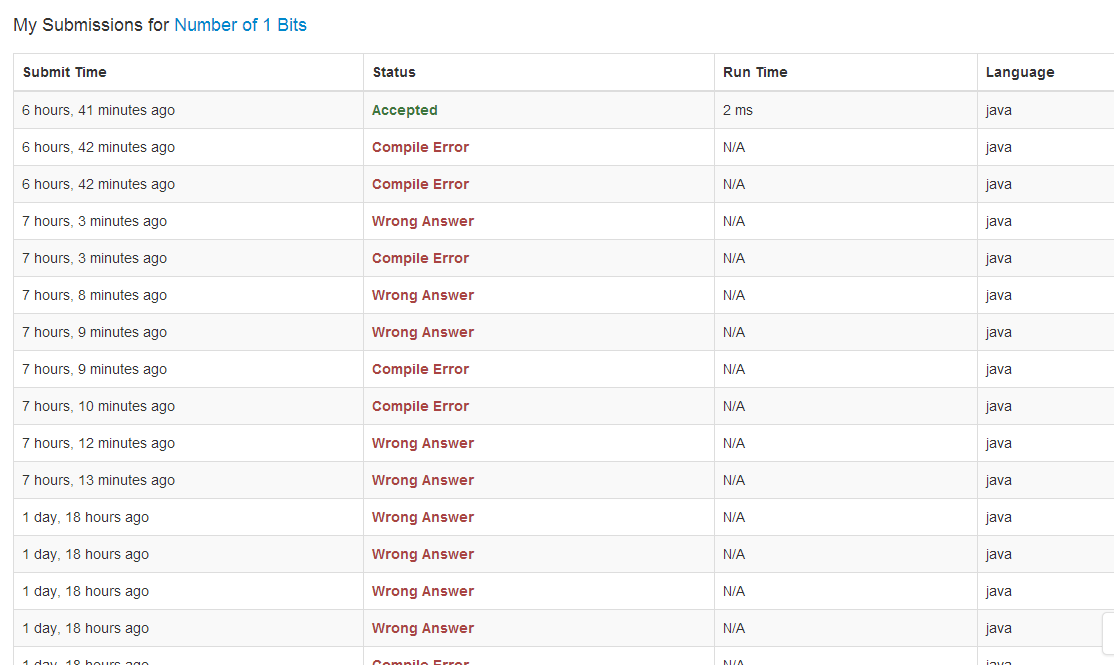 My Submissions for Number of 1 Bits
Submit Time Status Run Time Language
6 hours, 41 minutes ago Accepted 2 ms java
6 hours, 42 minutes ago Compile Error N/A java
6 hours, 42 minutes ago Compile Error N/A java
7 hours, 3 minutes ago Wrong Answer N/A java
7 hours, 3 minutes ago Compile Error N/A java
7 hours, 8 minutes ago Wrong Answer N/A java
7 hours, 9 minutes ago Wrong Answer N/A java
7 hours, 9 minutes ago Compile Error N/A java
7 hours, 10 minutes ago Compile Error N/A java
7 hours, 12 minutes ago Wrong Answer N/A java
7 hours, 13 minutes ago Wrong Answer N/A java
1 day, 18 hours ago Wrong Answer N/A java
1 day, 18 hours ago Wrong Answer N/A java
1 day, 18 hours ago Wrong Answer N/A java
1 day, 18 hours ago Wrong Answer N/A java
1 day, 18 hours ago Compile Error N/A java